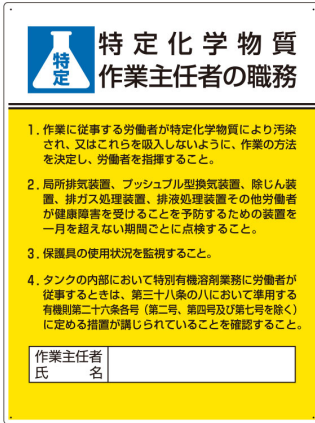 特定
特定化学物質
作業主任者の職務
1. 作業に従事する労働者が特定化学物質により汚染
され、又はこれらを吸入しないように、作業の方法
を決定し、労働者を指揮すること。
2. 局所排気装置、プッシュプル型換気装置、除じん装
置、排ガス処理装置、排液処理装置その他労働者
が健康障害を受けることを予防するための装置を
一月を超えない期間ごとに点検すること。
3. 保護具の使用状況を監視すること。
4. タンクの内部において特別有機溶剤業務に労働者が
従事するときは、第三十八条の八において準用する
有機則第二十六条各号（第二号、第四号及び第七号を除く）
に定める措置が講じられていることを確認すること。
作業主任者
氏 名